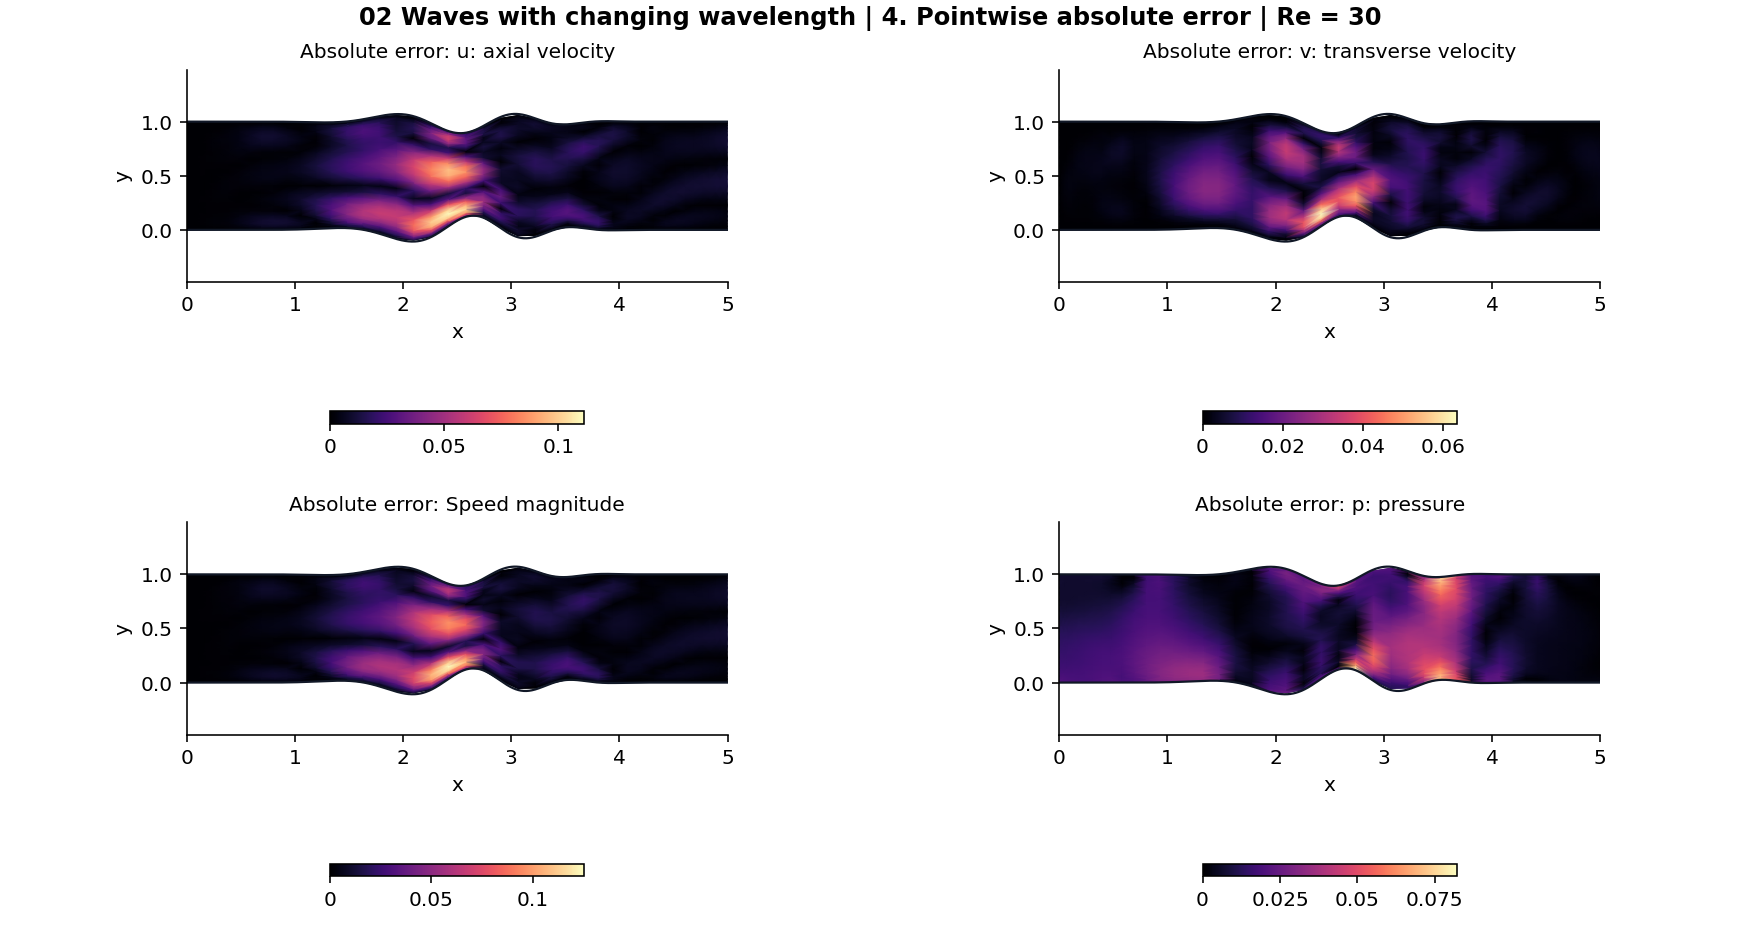 02 Waves with changing wavelength | 4. Pointwise absolute error | Re = 30
Absolute error: u: axial velocity
1.0
0.5
0.0
y
0 1 2 3 4 5
x
0 0.05 0.1
Absolute error: v: transverse velocity
1.0
0.5
0.0
y
0 1 2 3 4 5
x
0 0.02 0.04 0.06
Absolute error: Speed magnitude
1.0
0.5
0.0
y
0 1 2 3 4 5
x
0 0.05 0.1
Absolute error: p: pressure
1.0
0.5
0.0
y
0 1 2 3 4 5
x
0 0.025 0.05 0.075